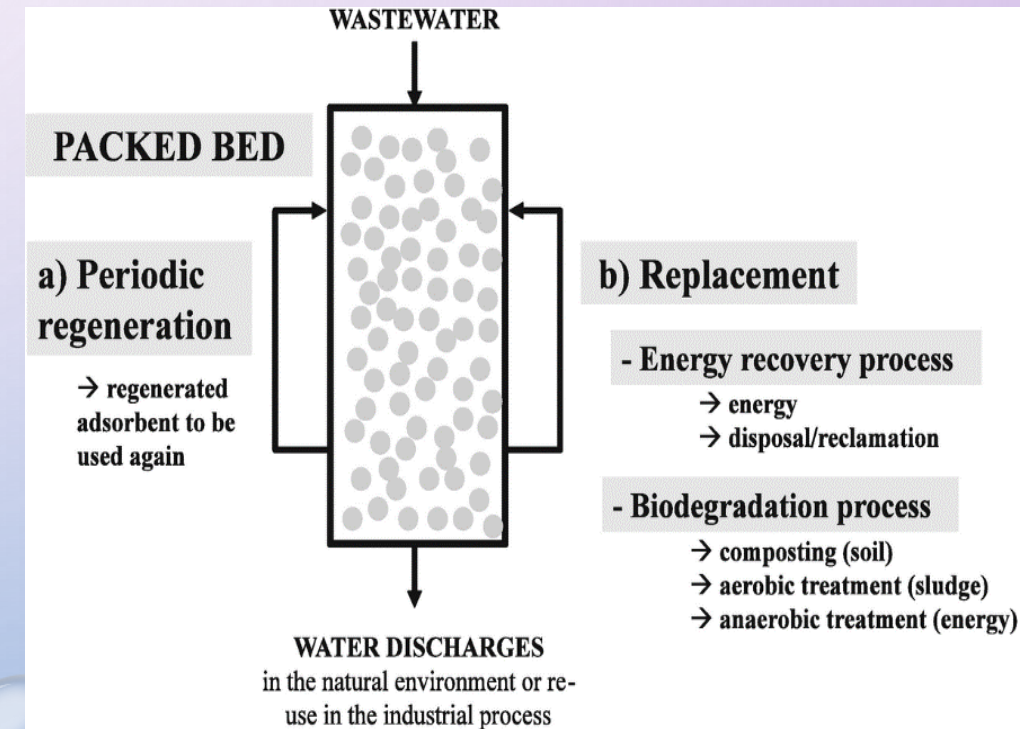 WASTEWATER
PACKED BED
a) Periodic
regeneration
→ regenerated
adsorbent to be
used again
b) Replacement
- Energy recovery process
→ energy
→ disposal/reclamation
- Biodegradation process
→ composting (soil)
→ aerobic treatment (sludge)
→ anaerobic treatment (energy)
WATER DISCHARGES
in the natural environment or re-
use in the industrial process